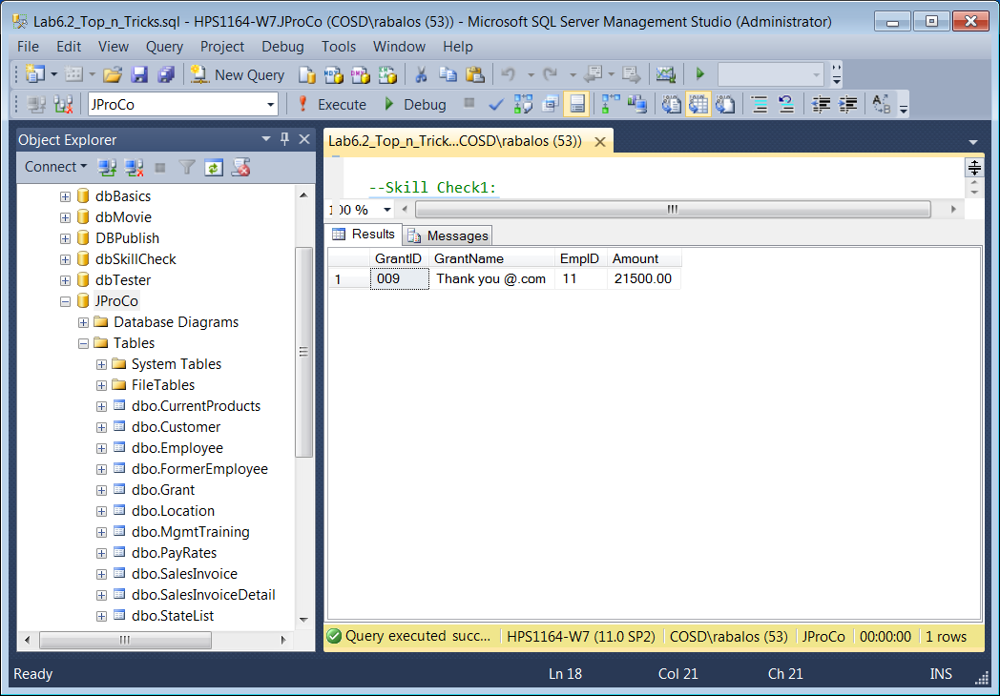 Lab6.2_Top_n_Tricks.sql - HPS1164-W7.JProCo (COSD\rabalos (53)) - Microsoft SQL Server Management Studio (Administrator)
File Edit View Query Project Debug Tools Window Help
New Query
JProCo Execute Debug
Object Explorer
Connect
dbBasics
dbMovie
DBPublish
dbSkillCheck
dbTester
JProCo
Database Diagrams
Tables
System Tables
FileTables
dbo.CurrentProducts
dbo.Customer
dbo.Employee
dbo.FormerEmployee
dbo.Grant
dbo.Location
dbo.MgmtTraining
dbo.PayRates
dbo.SalesInvoice
dbo.SalesInvoiceDetail
dbo.StateList
Lab6.2_Top_n_Trick...COSD\rabalos (53))
--Skill Check1:
100 %
Results Messages
GrantID GrantName EmpID Amount
1 009 Thank you @.com 11 21500.00
Query executed succ... HPS1164-W7 (11.0 SP2) COSD\rabalos (53) JProCo 00:00:00 1 rows
Ready Ln 18 Col 21 Ch 21 INS